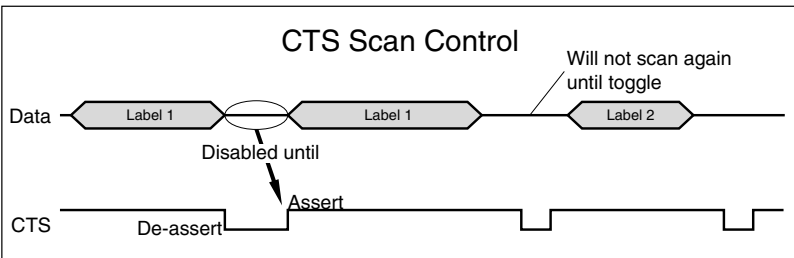 CTS Scan Control
Will not scan again
until toggle
Data
Label 1
Label 1
Label 2
Disabled until
Assert
CTS
De-assert